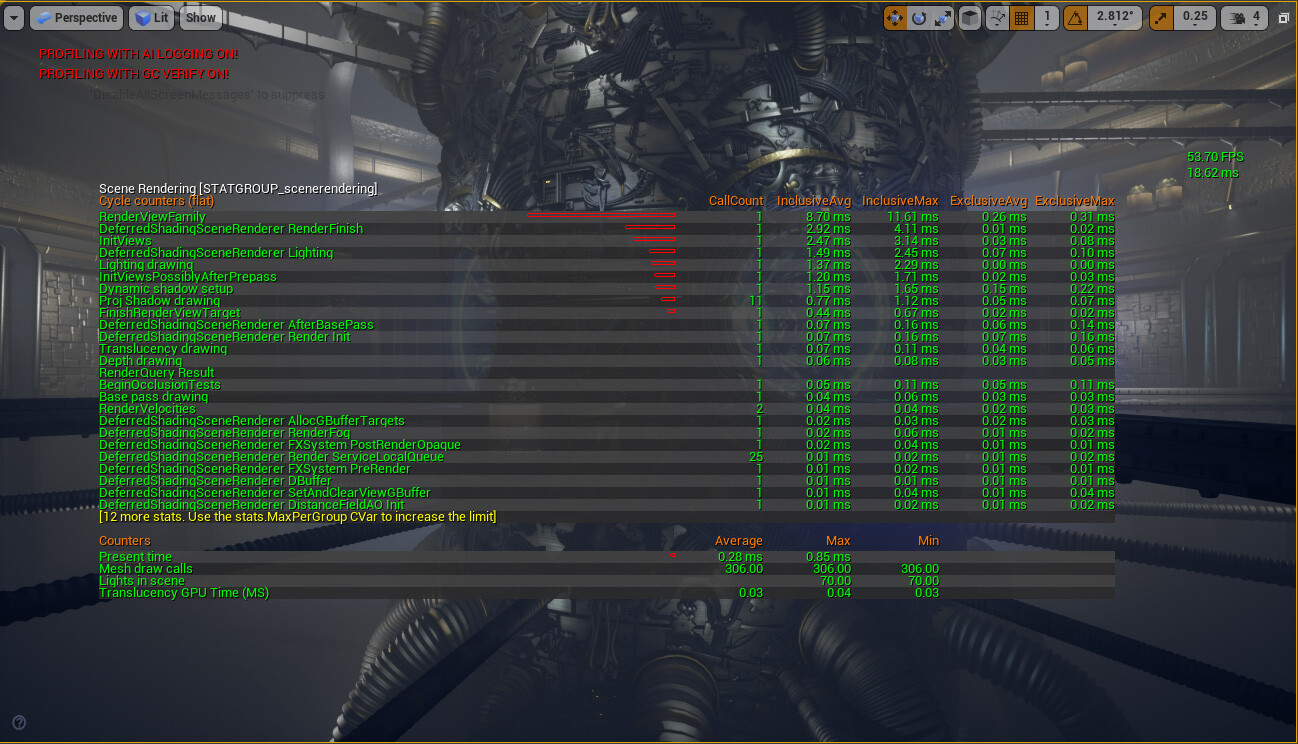 Perspective Lit Show 1 2.812° 0.25 4
PROFILING WITH AI LOGGING ON!
PROFILING WITH GC VERIFY ON!
'DisableAllScreenMessages' to suppress
53.70 FPS
18.62 ms
Scene Rendering [STATGROUP_scenerendering]
Cycle counters (flat) CallCount InclusiveAvg InclusiveMax ExclusiveAvg ExclusiveMax
RenderViewFamily 1 8.70 ms 11.61 ms 0.26 ms 0.31 ms
DeferredShadingSceneRenderer RenderFinish 1 2.92 ms 4.11 ms 0.01 ms 0.02 ms
InitViews 1 2.47 ms 3.14 ms 0.03 ms 0.08 ms
DeferredShadingSceneRenderer Lighting 1 1.49 ms 2.45 ms 0.07 ms 0.10 ms
Lighting drawing 1 1.37 ms 2.29 ms 0.00 ms 0.00 ms
InitViewsPossiblyAfterPrepass 1 1.20 ms 1.71 ms 0.02 ms 0.03 ms
Dynamic shadow setup 1 1.15 ms 1.65 ms 0.15 ms 0.22 ms
Proj Shadow drawing 11 0.77 ms 1.12 ms 0.05 ms 0.07 ms
FinishRenderViewTarget 1 0.44 ms 0.67 ms 0.02 ms 0.02 ms
DeferredShadingSceneRenderer AfterBasePass 1 0.07 ms 0.16 ms 0.06 ms 0.14 ms
DeferredShadingSceneRenderer Render Init 1 0.07 ms 0.16 ms 0.07 ms 0.16 ms
Translucency drawing 1 0.07 ms 0.11 ms 0.04 ms 0.06 ms
Depth drawing 1 0.06 ms 0.08 ms 0.03 ms 0.05 ms
RenderQuery Result
BeginOcclusionTests 1 0.05 ms 0.11 ms 0.05 ms 0.11 ms
Base pass drawing 1 0.04 ms 0.06 ms 0.03 ms 0.03 ms
RenderVelocities 2 0.04 ms 0.04 ms 0.02 ms 0.03 ms
DeferredShadingSceneRenderer AllocGBufferTargets 1 0.02 ms 0.03 ms 0.02 ms 0.03 ms
DeferredShadingSceneRenderer RenderFog 1 0.02 ms 0.06 ms 0.01 ms 0.02 ms
DeferredShadingSceneRenderer FXSystem PostRenderOpaque 1 0.02 ms 0.04 ms 0.01 ms 0.01 ms
DeferredShadingSceneRenderer Render ServiceLocalQueue 25 0.01 ms 0.02 ms 0.01 ms 0.02 ms
DeferredShadingSceneRenderer FXSystem PreRender 1 0.01 ms 0.02 ms 0.01 ms 0.01 ms
DeferredShadingSceneRenderer DBuffer 1 0.01 ms 0.02 ms 0.01 ms 0.02 ms
DeferredShadingSceneRenderer SetAndClearViewGBuffer 1 0.01 ms 0.04 ms 0.01 ms 0.04 ms
DeferredShadingSceneRenderer DistanceFieldAO Init 1 0.01 ms 0.02 ms 0.01 ms 0.02 ms
[12 more stats. Use the stats.MaxPerGroup CVar to increase the limit]
Counters Average Max Min
Present time 0.28 ms 0.85 ms
Mesh draw calls 306.00 306.00 306.00
Lights in scene 70.00 70.00
Translucency GPU Time (MS) 0.03 0.04 0.03